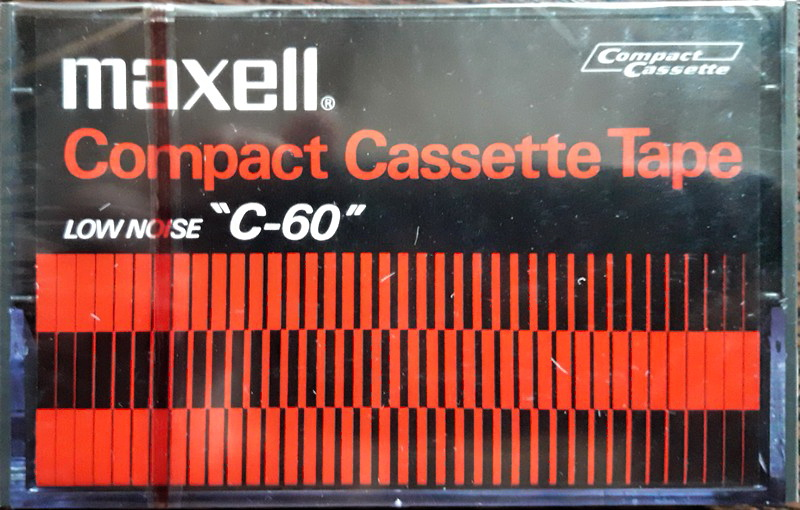 maxell®
Compact Cassette
Compact Cassette Tape
LOW NOISE "C-60"